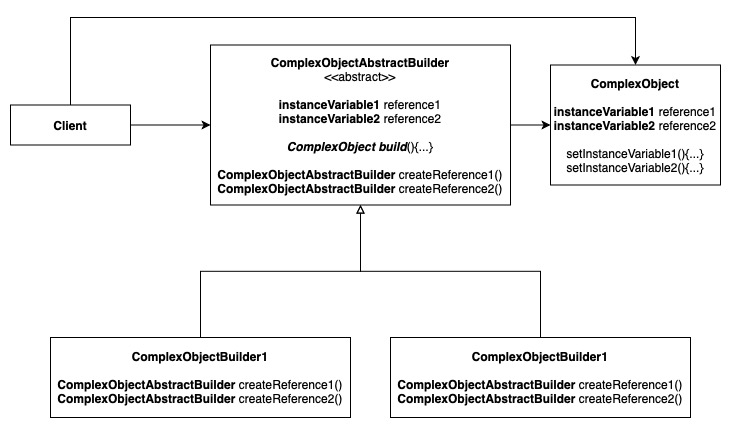 Client
ComplexObjectAbstractBuilder
<<abstract>>
instanceVariable1 reference1
instanceVariable2 reference2
ComplexObject build(){...}
ComplexObjectAbstractBuilder createReference1()
ComplexObjectAbstractBuilder createReference2()
ComplexObject
instanceVariable1 reference1
instanceVariable2 reference2
setInstanceVariable1(){...}
setInstanceVariable2(){...}
ComplexObjectBuilder1
ComplexObjectAbstractBuilder createReference1()
ComplexObjectAbstractBuilder createReference2()
ComplexObjectBuilder1
ComplexObjectAbstractBuilder createReference1()
ComplexObjectAbstractBuilder createReference2()